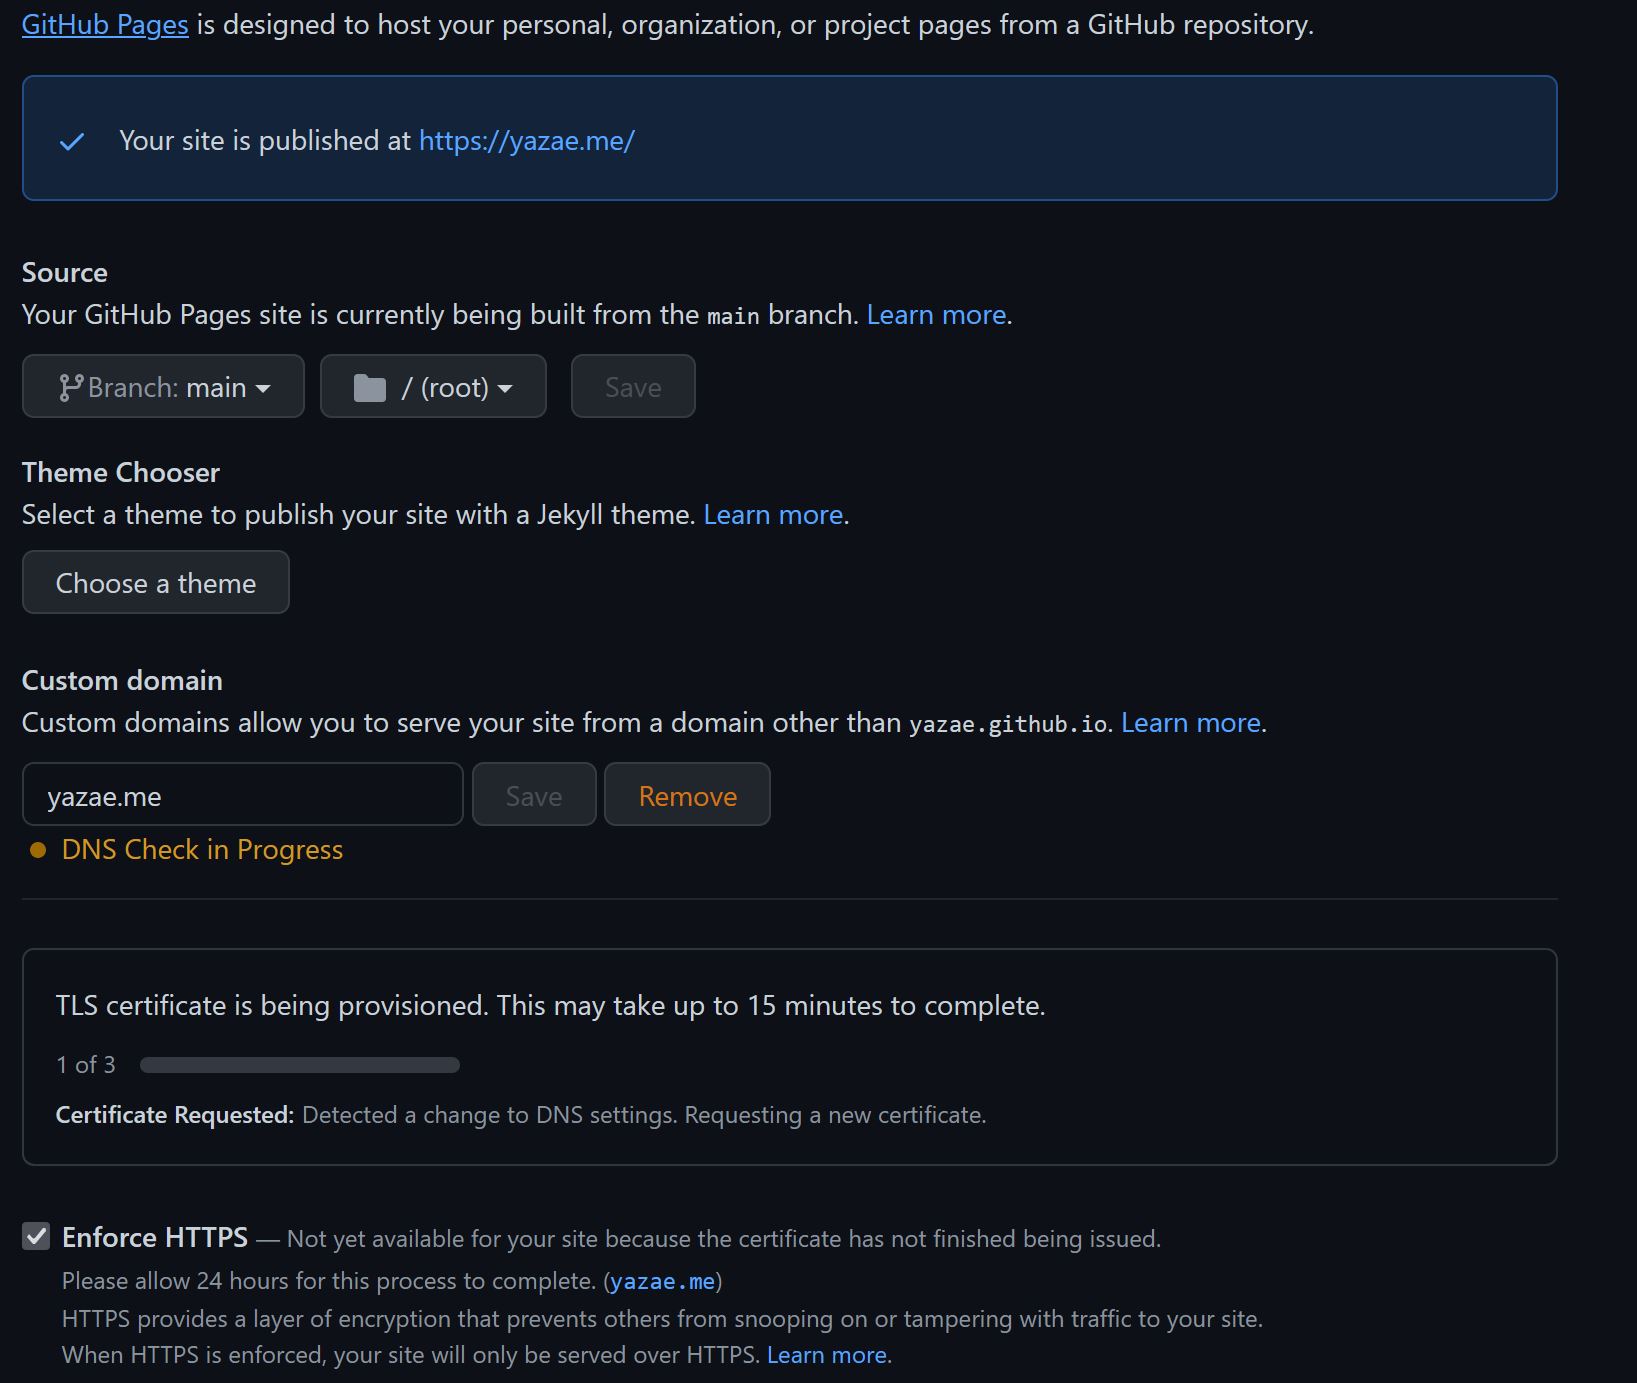 GitHub Pages is designed to host your personal, organization, or project pages from a GitHub repository.
Your site is published at https://yazae.me/
Source
Your GitHub Pages site is currently being built from the main branch. Learn more.
Branch: main
/ (root)
Save
Theme Chooser
Select a theme to publish your site with a Jekyll theme. Learn more.
Choose a theme
Custom domain
Custom domains allow you to serve your site from a domain other than yazae.github.io. Learn more.
yazae.me
Save
Remove
DNS Check in Progress
TLS certificate is being provisioned. This may take up to 15 minutes to complete.
1 of 3
Certificate Requested: Detected a change to DNS settings. Requesting a new certificate.
Enforce HTTPS — Not yet available for your site because the certificate has not finished being issued.
Please allow 24 hours for this process to complete. (yazae.me)
HTTPS provides a layer of encryption that prevents others from snooping on or tampering with traffic to your site.
When HTTPS is enforced, your site will only be served over HTTPS. Learn more.